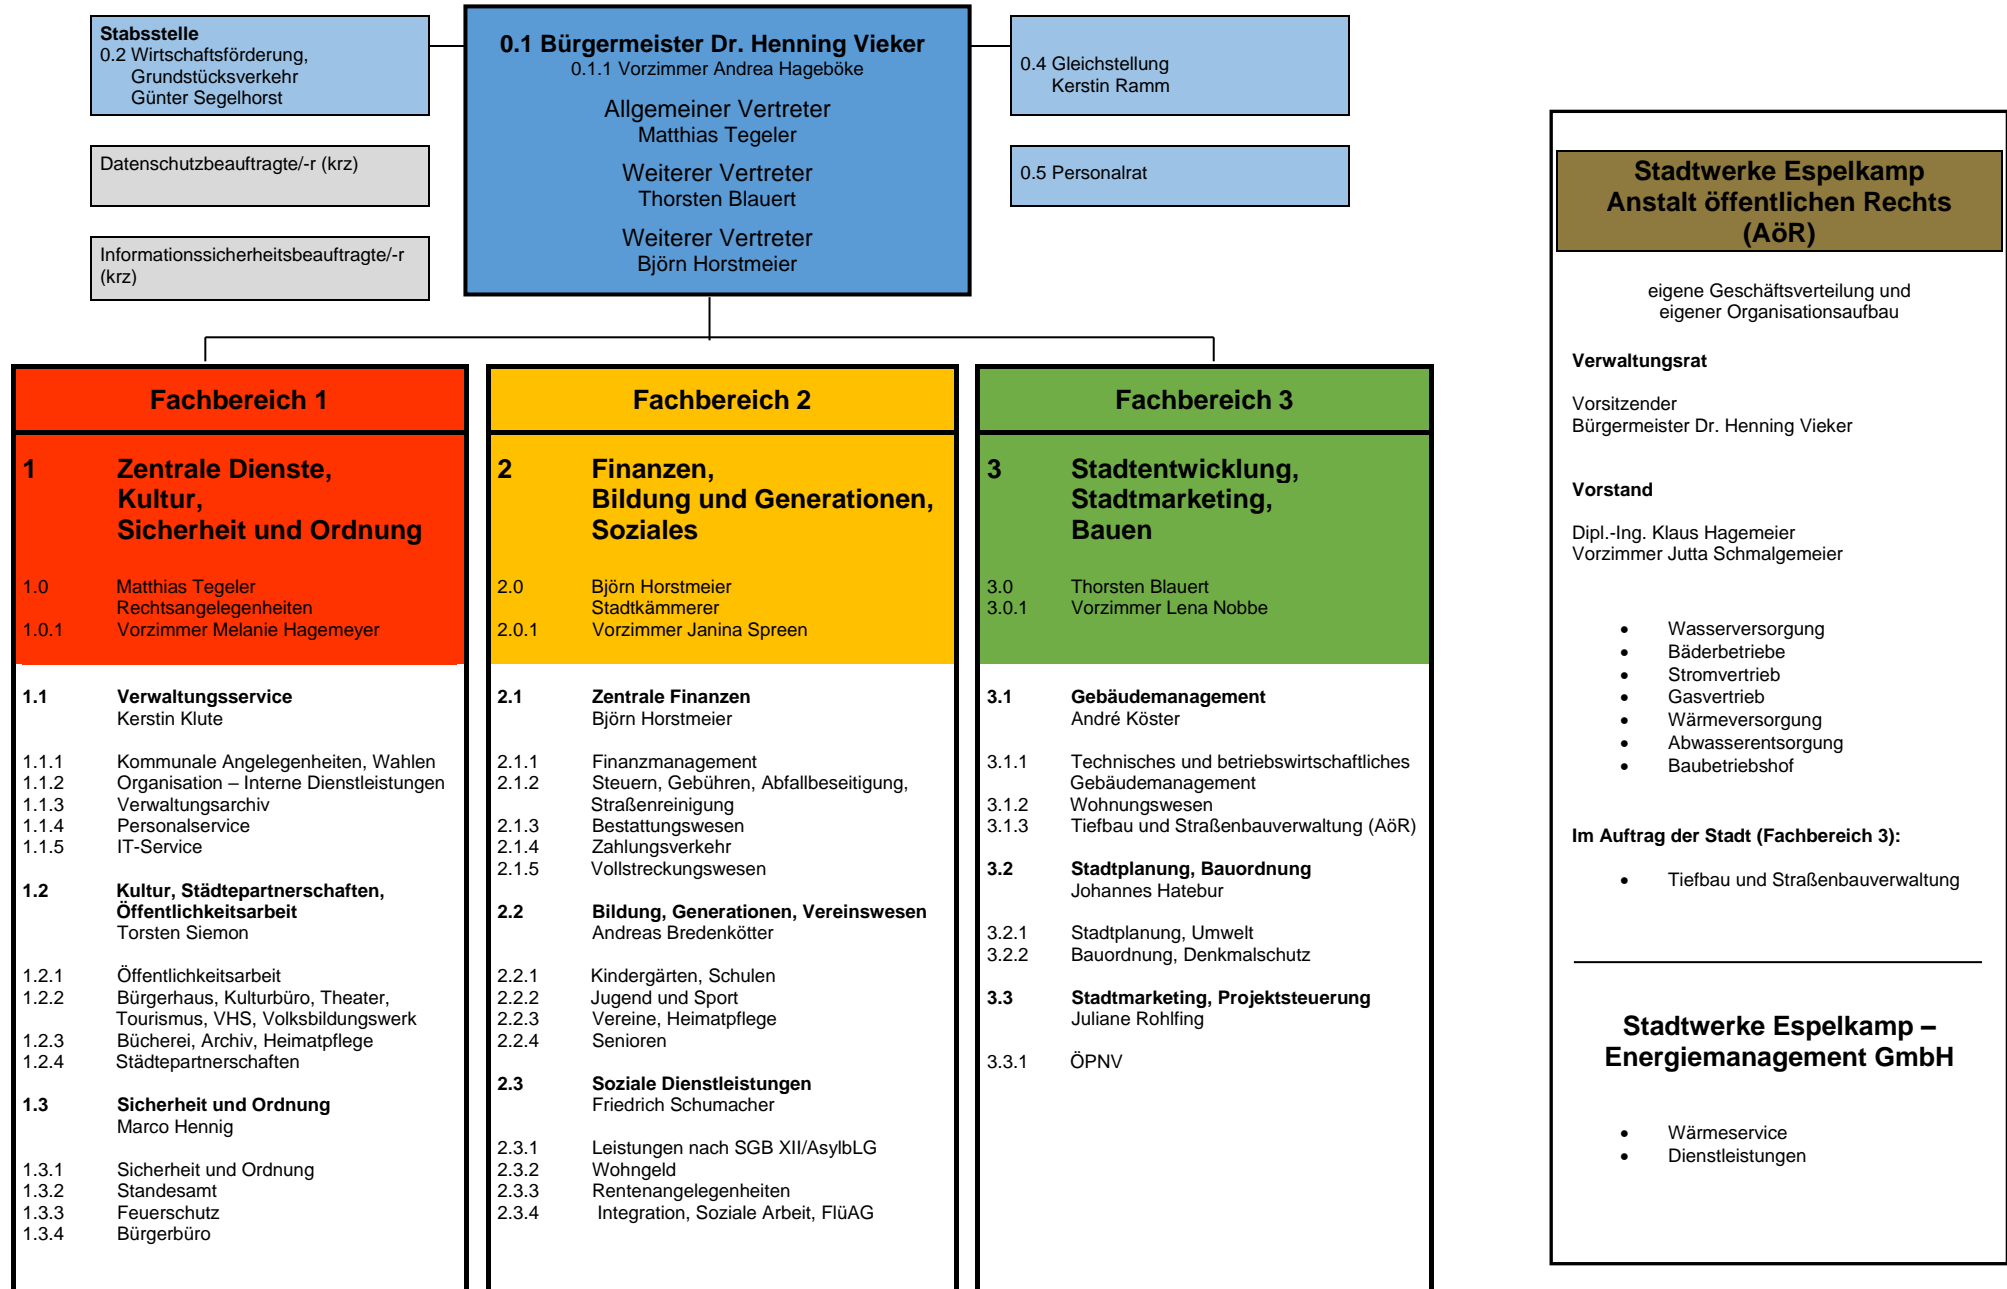 Stabsstelle
0.2 Wirtschaftsförderung,
Grundstücksverkehr
Günter Segelhorst
Datenschutzbeauftragte/-r (krz)
Informationssicherheitsbeauftragte/-r
(krz)
0.1 Bürgermeister Dr. Henning Vieker
0.1.1 Vorzimmer Andrea Hageböke
Allgemeiner Vertreter
Matthias Tegeler
Weiterer Vertreter
Thorsten Blauert
Weiterer Vertreter
Björn Horstmeier
0.4 Gleichstellung
Kerstin Ramm
0.5 Personalrat
Fachbereich 1
1 Zentrale Dienste,
Kultur,
Sicherheit und Ordnung
1.0 Matthias Tegeler
Rechtsangelegenheiten
1.0.1 Vorzimmer Melanie Hagemeyer
1.1 Verwaltungsservice
Kerstin Klute
1.1.1 Kommunale Angelegenheiten, Wahlen
1.1.2 Organisation – Interne Dienstleistungen
1.1.3 Verwaltungsarchiv
1.1.4 Personalservice
1.1.5 IT-Service
1.2 Kultur, Städtepartnerschaften,
Öffentlichkeitsarbeit
Torsten Siemon
1.2.1 Öffentlichkeitsarbeit
1.2.2 Bürgerhaus, Kulturbüro, Theater,
Tourismus, VHS, Volksbildungswerk
1.2.3 Bücherei, Archiv, Heimatpflege
1.2.4 Städtepartnerschaften
1.3 Sicherheit und Ordnung
Marco Hennig
1.3.1 Sicherheit und Ordnung
1.3.2 Standesamt
1.3.3 Feuerschutz
1.3.4 Bürgerbüro
Fachbereich 2
2 Finanzen,
Bildung und Generationen,
Soziales
2.0 Björn Horstmeier
Stadtkämmerer
2.0.1 Vorzimmer Janina Spreen
2.1 Zentrale Finanzen
Björn Horstmeier
2.1.1 Finanzmanagement
2.1.2 Steuern, Gebühren, Abfallbeseitigung,
Straßenreinigung
2.1.3 Bestattungswesen
2.1.4 Zahlungsverkehr
2.1.5 Vollstreckungswesen
2.2 Bildung, Generationen, Vereinswesen
Andreas Bredenkötter
2.2.1 Kindergärten, Schulen
2.2.2 Jugend und Sport
2.2.3 Vereine, Heimatpflege
2.2.4 Senioren
2.3 Soziale Dienstleistungen
Friedrich Schumacher
2.3.1 Leistungen nach SGB XII/AsylbLG
2.3.2 Wohngeld
2.3.3 Rentenangelegenheiten
2.3.4 Integration, Soziale Arbeit, FlüAG
Fachbereich 3
3 Stadtentwicklung,
Stadtmarketing,
Bauen
3.0 Thorsten Blauert
3.0.1 Vorzimmer Lena Nobbe
3.1 Gebäudemanagement
André Köster
3.1.1 Technisches und betriebswirtschaftliches
Gebäudemanagement
3.1.2 Wohnungswesen
3.1.3 Tiefbau und Straßenbauverwaltung (AöR)
3.2 Stadtplanung, Bauordnung
Johannes Hatebur
3.2.1 Stadtplanung, Umwelt
3.2.2 Bauordnung, Denkmalschutz
3.3 Stadtmarketing, Projektsteuerung
Juliane Rohlfing
3.3.1 ÖPNV
Stadtwerke Espelkamp
Anstalt öffentlichen Rechts
(AöR)
eigene Geschäftsverteilung und
eigener Organisationsaufbau
Verwaltungsrat
Vorsitzender
Bürgermeister Dr. Henning Vieker
Vorstand
Dipl.-Ing. Klaus Hagemeier
Vorzimmer Jutta Schmalgemeier
• Wasserversorgung
• Bäderbetriebe
• Stromvertrieb
• Gasvertrieb
• Wärmeversorgung
• Abwasserentsorgung
• Baubetriebshof
Im Auftrag der Stadt (Fachbereich 3):
• Tiefbau und Straßenbauverwaltung
Stadtwerke Espelkamp –
Energiemanagement GmbH
• Wärmeservice
• Dienstleistungen